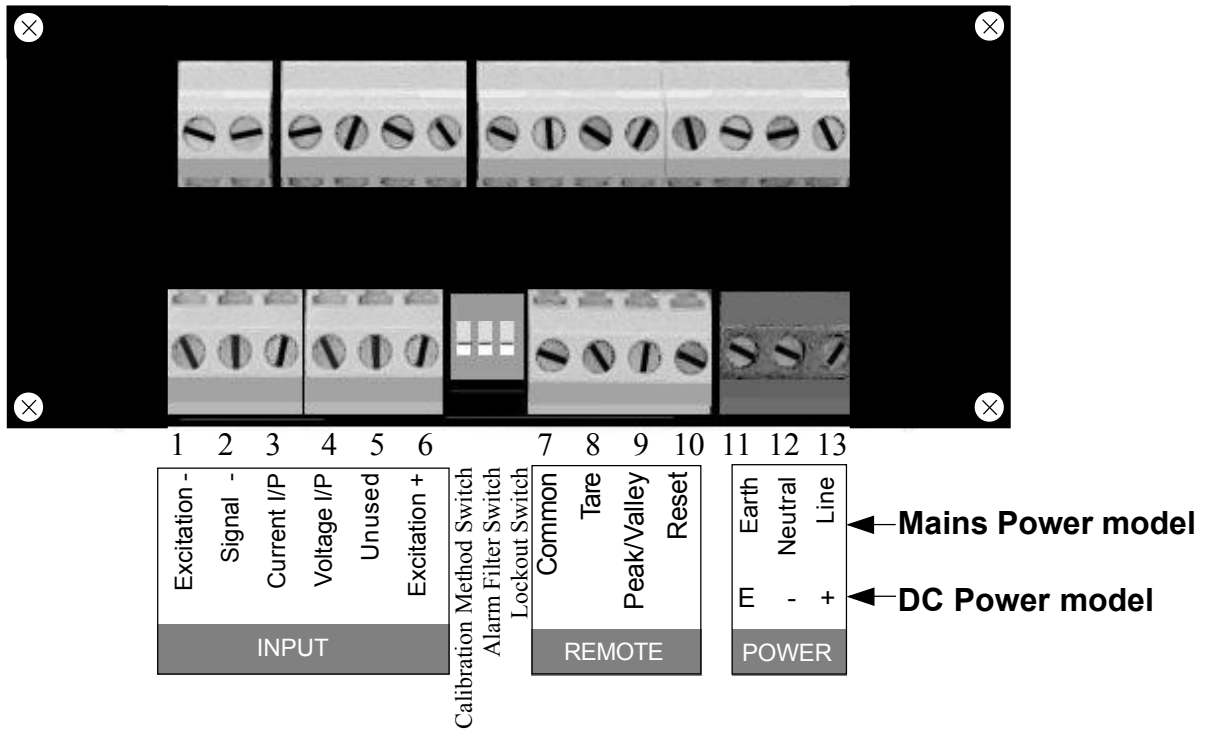 1 2 3 4 5 6 7 8 9 10 11 12 13
Excitation -
Signal -
Current I/P
Voltage I/P
Unused
Excitation +
Calibration Method Switch
Alarm Filter Switch
Lockout Switch
Common
Tare
Peak/Valley
Reset
Earth
Neutral
Line
Mains Power model
E - +
DC Power model
INPUT
REMOTE
POWER